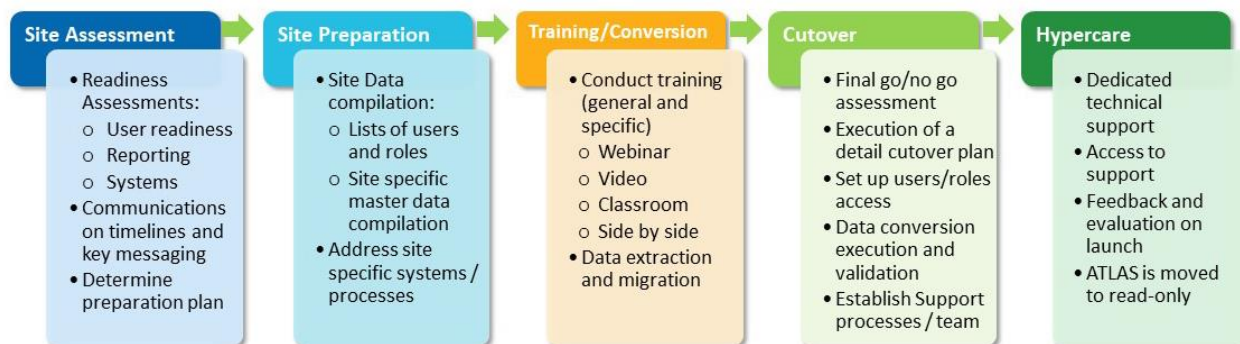 Site Assessment
• Readiness
Assessments:
o User readiness
o Reporting
o Systems
• Communications
on timelines and
key messaging
• Determine
preparation plan
Site Preparation
• Site Data
compilation:
o Lists of users
and roles
o Site specific
master data
compilation
• Address site
specific systems /
processes
Training/Conversion
• Conduct training
(general and
specific)
o Webinar
o Video
o Classroom
o Side by side
• Data extraction
and migration
Cutover
• Final go/no go
assessment
• Execution of a
detail cutover plan
• Set up users/roles
access
• Data conversion
execution and
validation
• Establish Support
processes / team
Hypercare
• Dedicated
technical
support
• Access to
support
• Feedback and
evaluation on
launch
• ATLAS is moved
to read-only